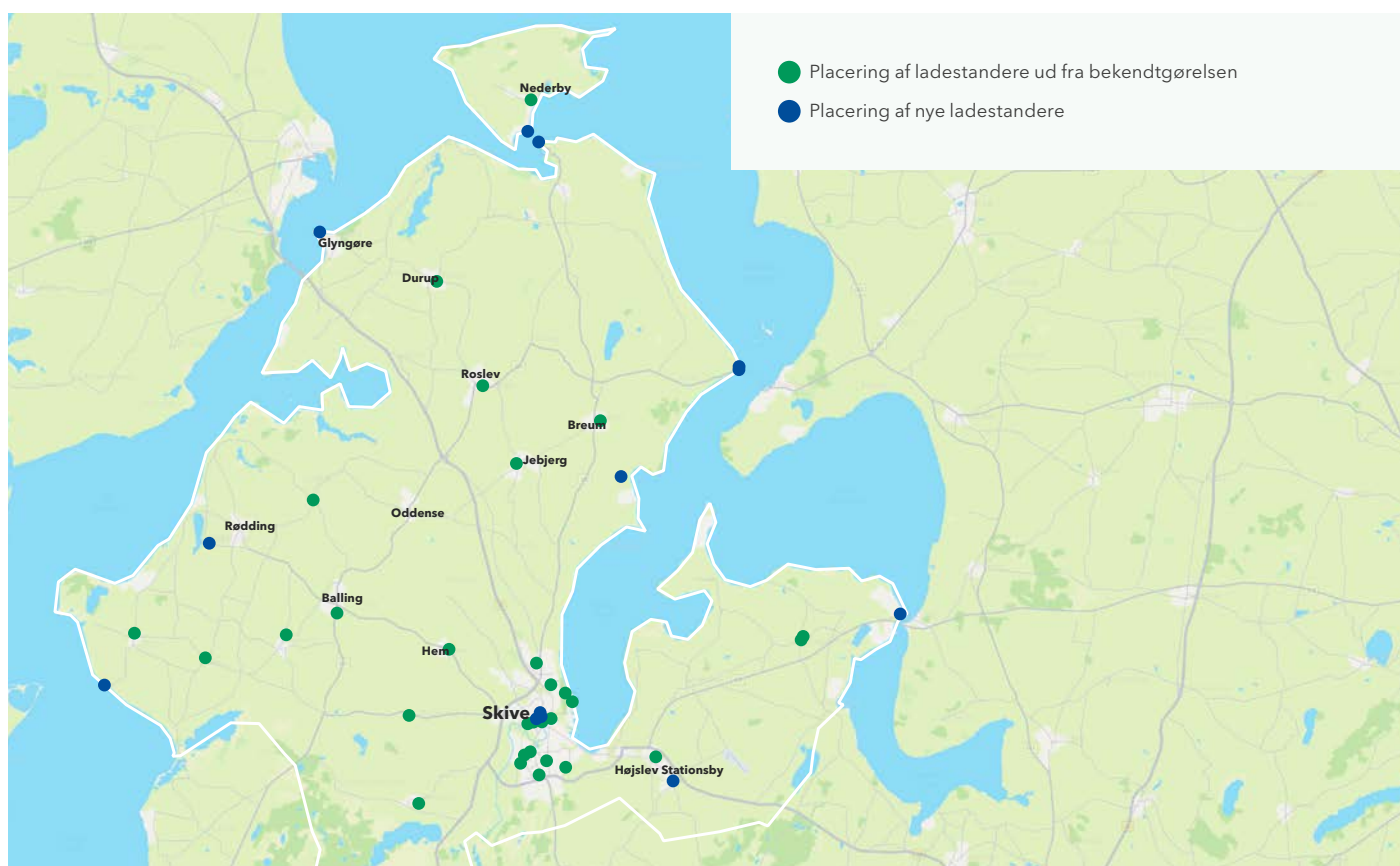 Placering af ladestandere ud fra bekendtgørelsen
Placering af nye ladestandere
Nederby
Glyngøre
Durup
Roslev
Breum
Jebjerg
Oddense
Rødding
Balling
Hem
Skive
Højslev Stationsby